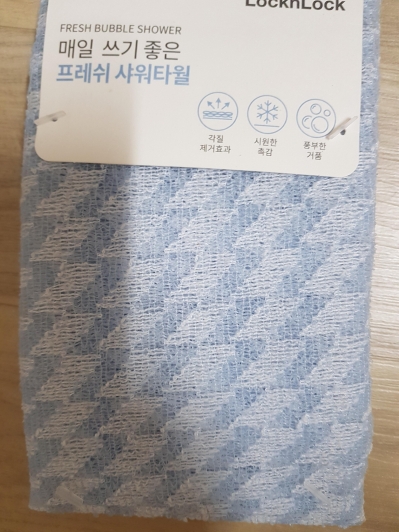 LocknLock
FRESH BUBBLE SHOWER
매일 쓰기 좋은
프레쉬 샤워타월
각질
제거효과
시원한
촉감
풍부한
거품